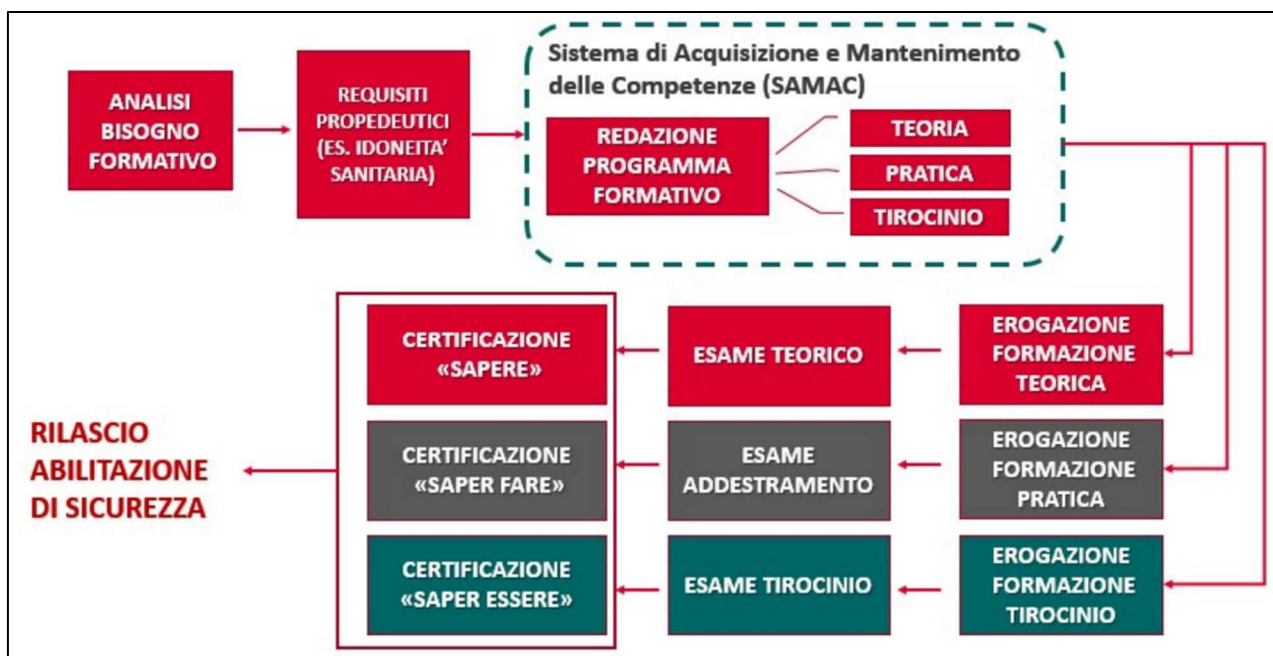 ANALISI
BISOGNO
FORMATIVO
REQUISITI
PROPEDEUTICI
(ES. IDONEITA'
SANITARIA)
Sistema di Acquisizione e Mantenimento
delle Competenze (SAMAC)
REDAZIONE
PROGRAMMA
FORMATIVO
TEORIA
PRATICA
TIROCINIO
EROGAZIONE
FORMAZIONE
TEORICA
ESAME TEORICO
CERTIFICAZIONE
«SAPERE»
EROGAZIONE
FORMAZIONE
PRATICA
ESAME
ADDESTRAMENTO
CERTIFICAZIONE
«SAPER FARE»
EROGAZIONE
FORMAZIONE
TIROCINIO
ESAME TIROCINIO
CERTIFICAZIONE
«SAPER ESSERE»
RILASCIO
ABILITAZIONE
DI SICUREZZA